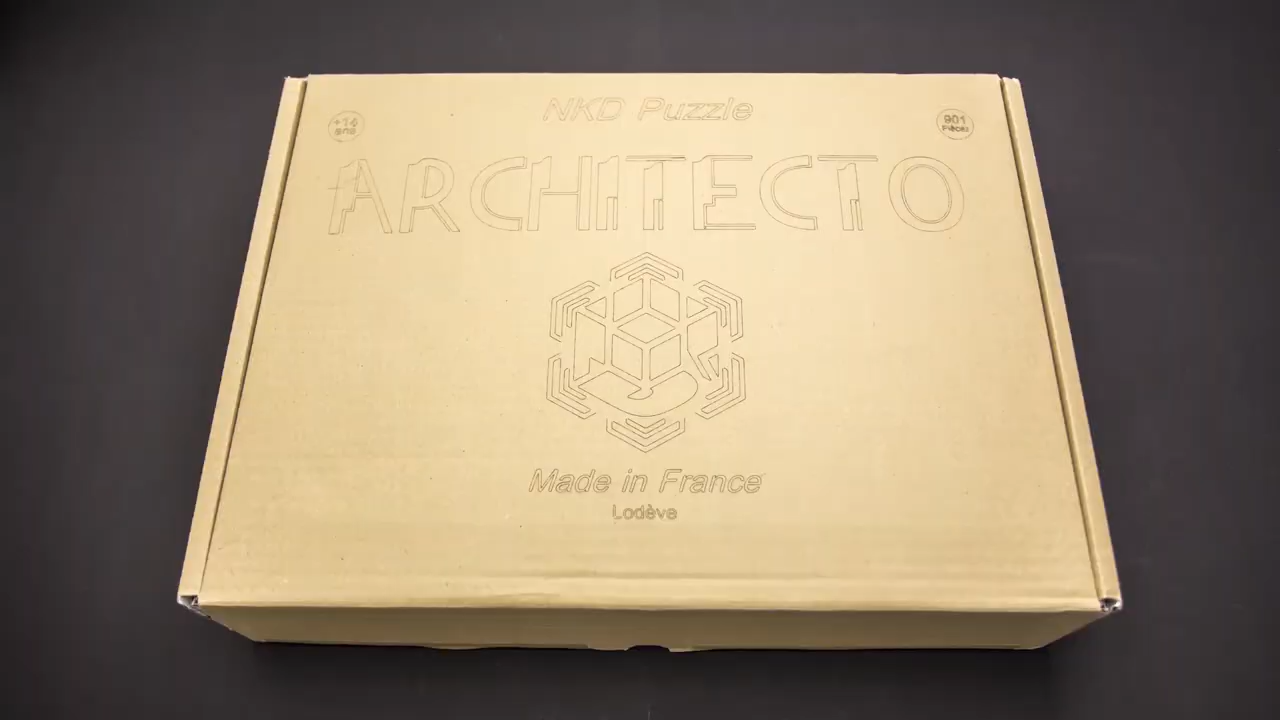 NKD Puzzle
+14
ans
901
Pièces
ARCHITECTO
Made in France
Lodève